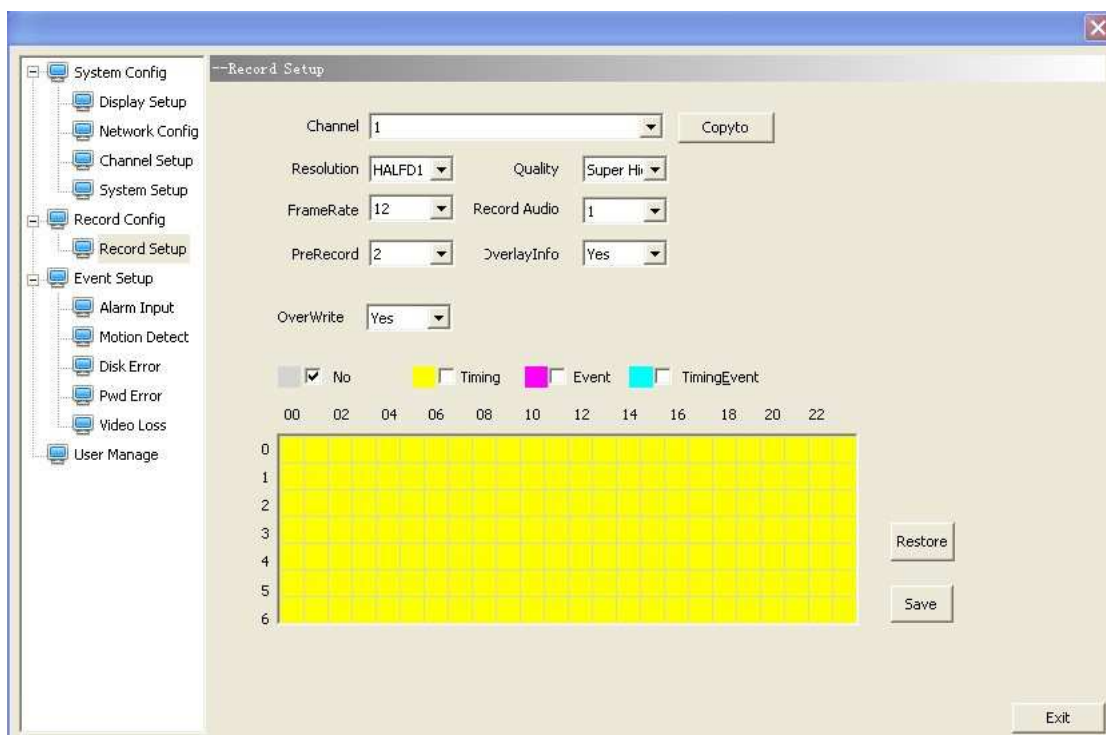 System Config
Display Setup
Network Config
Channel Setup
System Setup
Record Config
Record Setup
Event Setup
Alarm Input
Motion Detect
Disk Error
Pwd Error
Video Loss
User Manage
--Record Setup
Channel 1 Copyto
Resolution HALFD1 Quality Super Hi
FrameRate 12 Record Audio 1
PreRecord 2 OverlayInfo Yes
OverWrite Yes
No Timing Event TimingEvent
00 02 04 06 08 10 12 14 16 18 20 22
0
1
2
3
4
5
6
Restore
Save
Exit